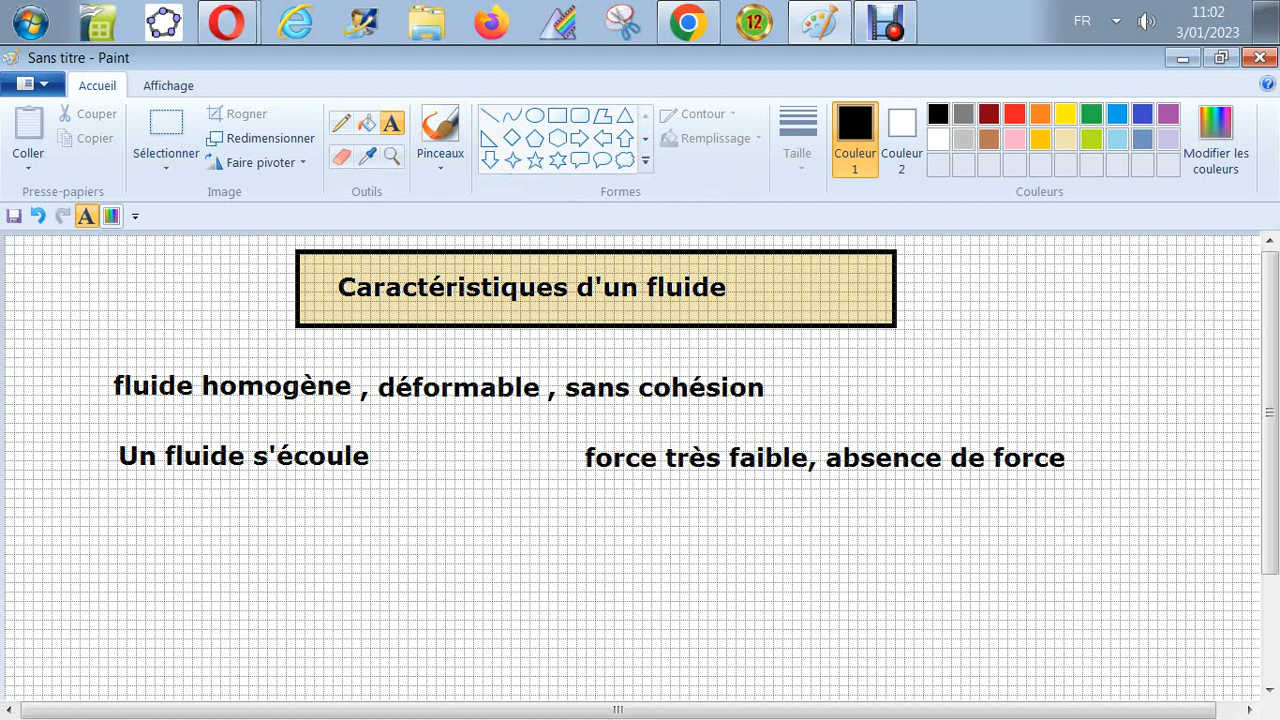 12
FR
11:02
3/01/2023
Sans titre - Paint
Accueil
Affichage
Coller
Couper
Copier
Presse-papiers
Sélectionner
Rogner
Redimensionner
Faire pivoter
Image
A
Outils
Pinceaux
Contour
Remplissage
Formes
Taille
Couleur 1
Couleur 2
Modifier les couleurs
Couleurs
A
Caractéristiques d'un fluide
fluide homogène , déformable , sans cohésion
Un fluide s'écoule
force très faible, absence de force